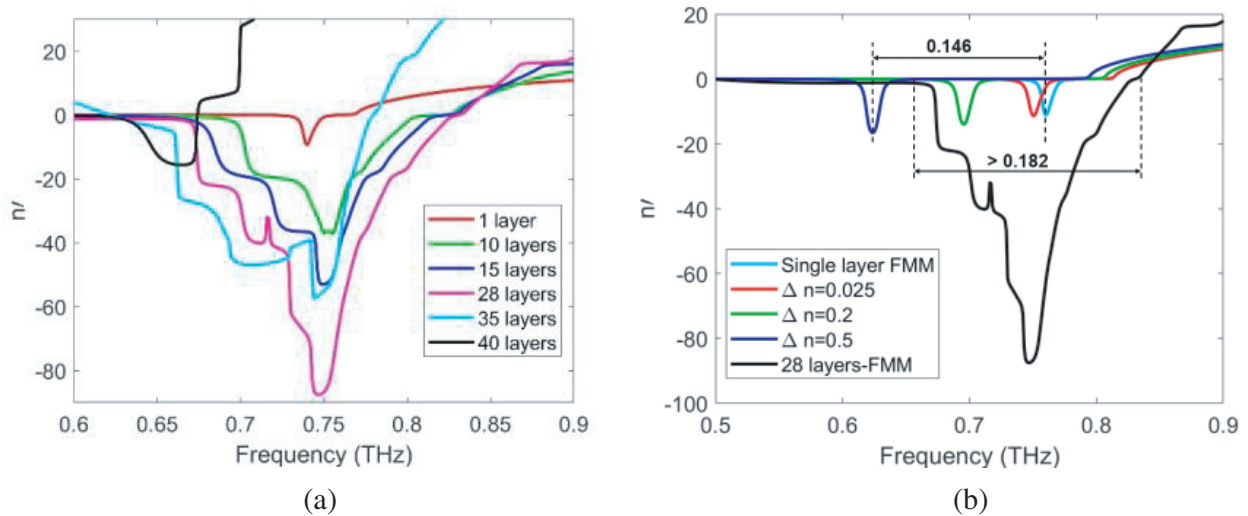 20
0
-20
-40
-60
-80
n′
0.6 0.65 0.7 0.75 0.8 0.85 0.9
Frequency (THz)
1 layer
10 layers
15 layers
28 layers
35 layers
40 layers
(a)
20
0
-20
-40
-60
-80
-100
n′
0.5 0.6 0.7 0.8 0.9
Frequency (THz)
0.146
> 0.182
Single layer FMM
Δ n=0.025
Δ n=0.2
Δ n=0.5
28 layers-FMM
(b)